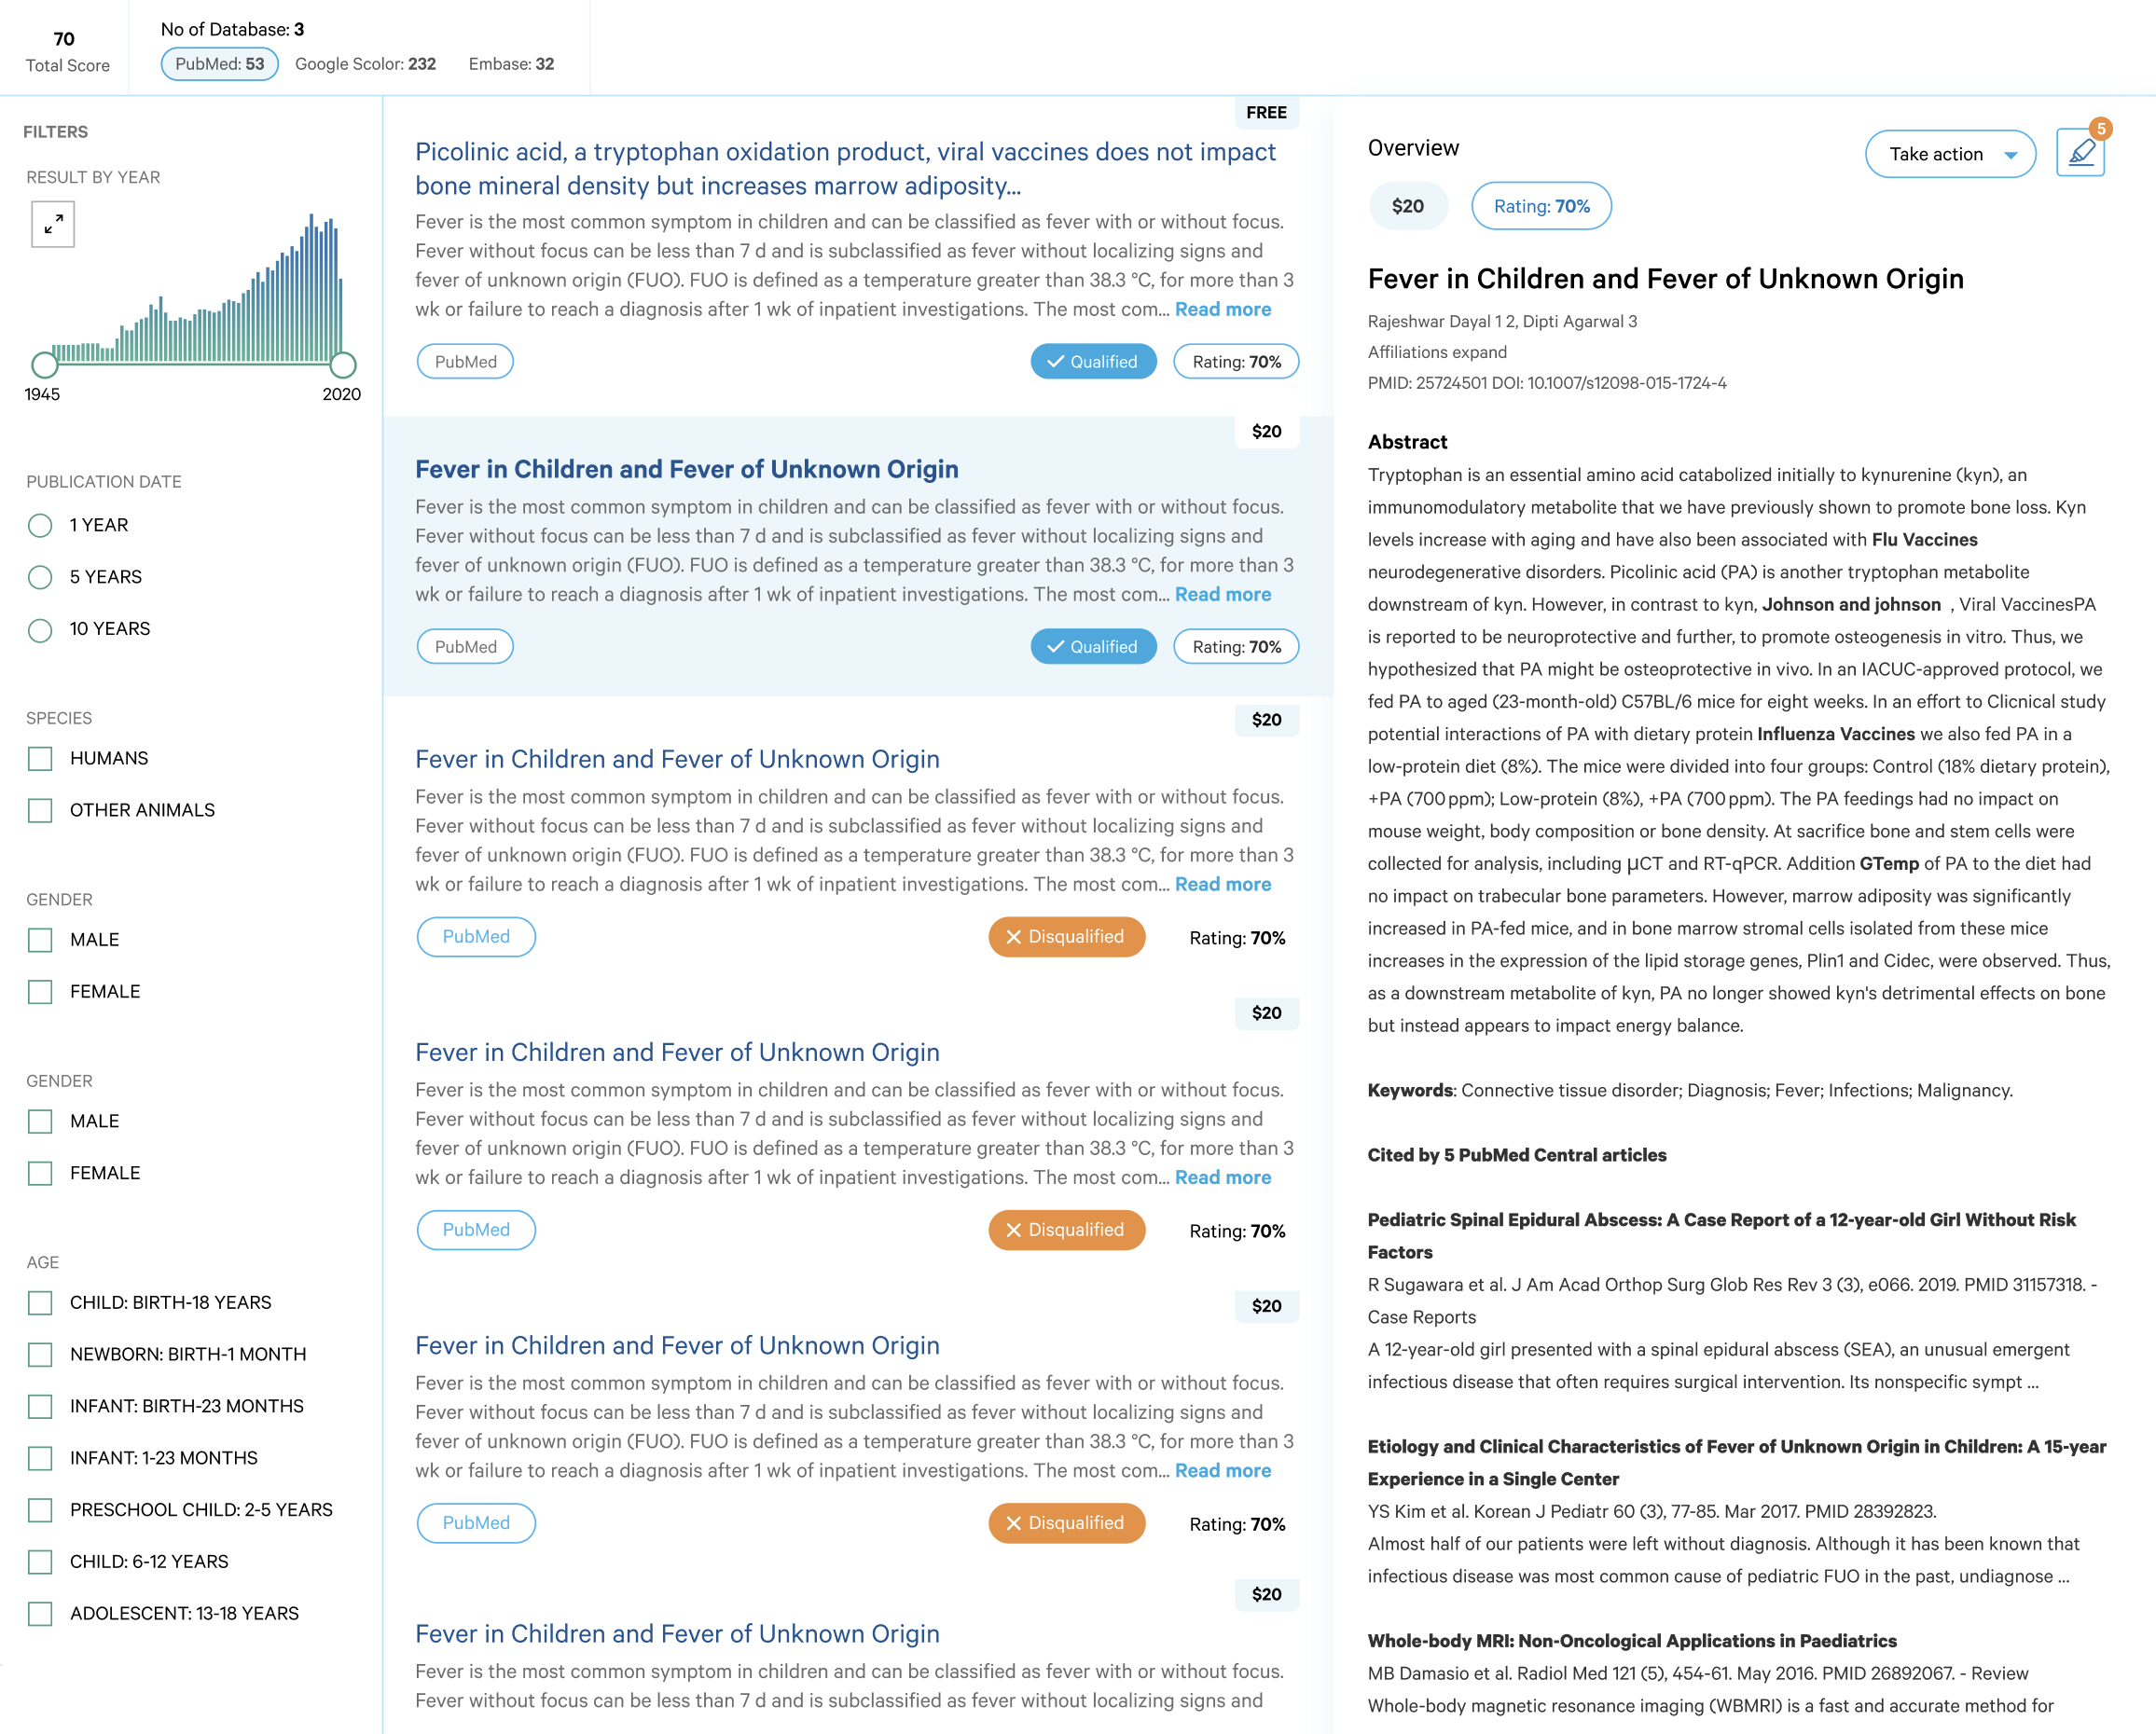 70
Total Score
No of Database: 3
PubMed: 53 Google Scolor: 232 Embase: 32
FILTERS
RESULT BY YEAR
1945 2020
PUBLICATION DATE
1 YEAR
5 YEARS
10 YEARS
SPECIES
HUMANS
OTHER ANIMALS
GENDER
MALE
FEMALE
GENDER
MALE
FEMALE
AGE
CHILD: BIRTH-18 YEARS
NEWBORN: BIRTH-1 MONTH
INFANT: BIRTH-23 MONTHS
INFANT: 1-23 MONTHS
PRESCHOOL CHILD: 2-5 YEARS
CHILD: 6-12 YEARS
ADOLESCENT: 13-18 YEARS
FREE
Picolinic acid, a tryptophan oxidation product, viral vaccines does not impact
bone mineral density but increases marrow adiposity...
Fever is the most common symptom in children and can be classified as fever with or without focus.
Fever without focus can be less than 7 d and is subclassified as fever without localizing signs and
fever of unknown origin (FUO). FUO is defined as a temperature greater than 38.3 °C, for more than 3
wk or failure to reach a diagnosis after 1 wk of inpatient investigations. The most com... Read more
PubMed Qualified Rating: 70%
$20
Fever in Children and Fever of Unknown Origin
Fever is the most common symptom in children and can be classified as fever with or without focus.
Fever without focus can be less than 7 d and is subclassified as fever without localizing signs and
fever of unknown origin (FUO). FUO is defined as a temperature greater than 38.3 °C, for more than 3
wk or failure to reach a diagnosis after 1 wk of inpatient investigations. The most com... Read more
PubMed Qualified Rating: 70%
$20
Fever in Children and Fever of Unknown Origin
Fever is the most common symptom in children and can be classified as fever with or without focus.
Fever without focus can be less than 7 d and is subclassified as fever without localizing signs and
fever of unknown origin (FUO). FUO is defined as a temperature greater than 38.3 °C, for more than 3
wk or failure to reach a diagnosis after 1 wk of inpatient investigations. The most com... Read more
PubMed Disqualified Rating: 70%
$20
Fever in Children and Fever of Unknown Origin
Fever is the most common symptom in children and can be classified as fever with or without focus.
Fever without focus can be less than 7 d and is subclassified as fever without localizing signs and
fever of unknown origin (FUO). FUO is defined as a temperature greater than 38.3 °C, for more than 3
wk or failure to reach a diagnosis after 1 wk of inpatient investigations. The most com... Read more
PubMed Disqualified Rating: 70%
$20
Fever in Children and Fever of Unknown Origin
Fever is the most common symptom in children and can be classified as fever with or without focus.
Fever without focus can be less than 7 d and is subclassified as fever without localizing signs and
fever of unknown origin (FUO). FUO is defined as a temperature greater than 38.3 °C, for more than 3
wk or failure to reach a diagnosis after 1 wk of inpatient investigations. The most com... Read more
PubMed Disqualified Rating: 70%
$20
Fever in Children and Fever of Unknown Origin
Fever is the most common symptom in children and can be classified as fever with or without focus.
Fever without focus can be less than 7 d and is subclassified as fever without localizing signs and
Overview
Take action
5
$20 Rating: 70%
Fever in Children and Fever of Unknown Origin
Rajeshwar Dayal 1 2, Dipti Agarwal 3
Affiliations expand
PMID: 25724501 DOI: 10.1007/s12098-015-1724-4
Abstract
Tryptophan is an essential amino acid catabolized initially to kynurenine (kyn), an
immunomodulatory metabolite that we have previously shown to promote bone loss. Kyn
levels increase with aging and have also been associated with Flu Vaccines
neurodegenerative disorders. Picolinic acid (PA) is another tryptophan metabolite
downstream of kyn. However, in contrast to kyn, Johnson and johnson , Viral VaccinesPA
is reported to be neuroprotective and further, to promote osteogenesis in vitro. Thus, we
hypothesized that PA might be osteoprotective in vivo. In an IACUC-approved protocol, we
fed PA to aged (23-month-old) C57BL/6 mice for eight weeks. In an effort to Clicnical study
potential interactions of PA with dietary protein Influenza Vaccines we also fed PA in a
low-protein diet (8%). The mice were divided into four groups: Control (18% dietary protein),
+PA (700 ppm); Low-protein (8%), +PA (700 ppm). The PA feedings had no impact on
mouse weight, body composition or bone density. At sacrifice bone and stem cells were
collected for analysis, including μCT and RT-qPCR. Addition GTemp of PA to the diet had
no impact on trabecular bone parameters. However, marrow adiposity was significantly
increased in PA-fed mice, and in bone marrow stromal cells isolated from these mice
increases in the expression of the lipid storage genes, Plin1 and Cidec, were observed. Thus,
as a downstream metabolite of kyn, PA no longer showed kyn's detrimental effects on bone
but instead appears to impact energy balance.
Keywords: Connective tissue disorder; Diagnosis; Fever; Infections; Malignancy.
Cited by 5 PubMed Central articles
Pediatric Spinal Epidural Abscess: A Case Report of a 12-year-old Girl Without Risk
Factors
R Sugawara et al. J Am Acad Orthop Surg Glob Res Rev 3 (3), e066. 2019. PMID 31157318. -
Case Reports
A 12-year-old girl presented with a spinal epidural abscess (SEA), an unusual emergent
infectious disease that often requires surgical intervention. Its nonspecific sympt ...
Etiology and Clinical Characteristics of Fever of Unknown Origin in Children: A 15-year
Experience in a Single Center
YS Kim et al. Korean J Pediatr 60 (3), 77-85. Mar 2017. PMID 28392823.
Almost half of our patients were left without diagnosis. Although it has been known that
infectious disease was most common cause of pediatric FUO in the past, undiagnose ...
Whole-body MRI: Non-Oncological Applications in Paediatrics
MB Damasio et al. Radiol Med 121 (5), 454-61. May 2016. PMID 26892067. - Review
Whole-body magnetic resonance imaging (WBMRI) is a fast and accurate method for